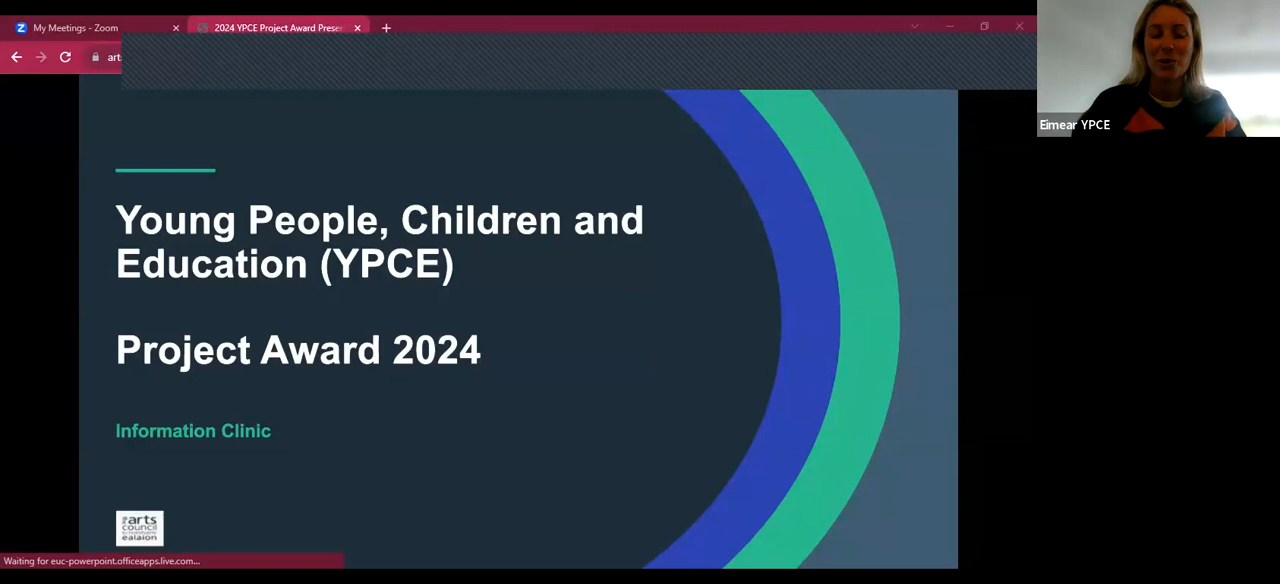 My Meetings - Zoom
2024 YPCE Project Award Prese
arts
Eimear YPCE
Young People, Children and
Education (YPCE)
Project Award 2024
Information Clinic
arts
council
ealaíon
Waiting for euc-powerpoint.officeapps.live.com...